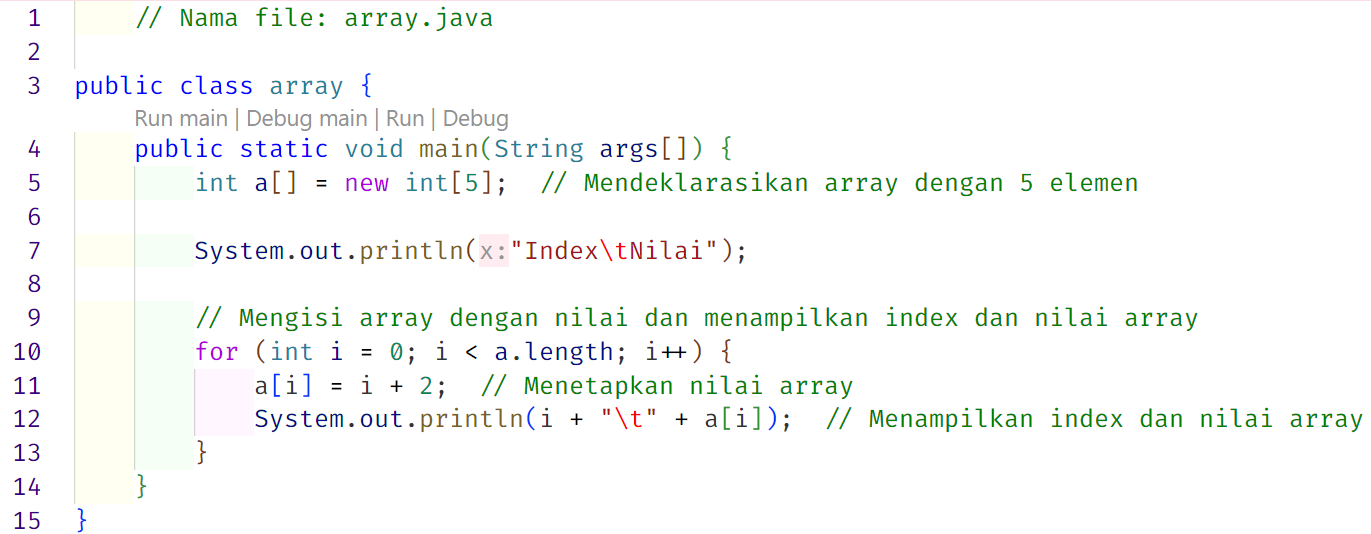 1 // Nama file: array.java
2
3 public class array {
Run main | Debug main | Run | Debug
4 public static void main(String args[]) {
5 int a[] = new int[5]; // Mendeklarasikan array dengan 5 elemen
6
7 System.out.println(x:"Index\tNilai");
8
9 // Mengisi array dengan nilai dan menampilkan index dan nilai array
10 for (int i = 0; i < a.length; i++) {
11 a[i] = i + 2; // Menetapkan nilai array
12 System.out.println(i + "\t" + a[i]); // Menampilkan index dan nilai array
13 }
14 }
15 }